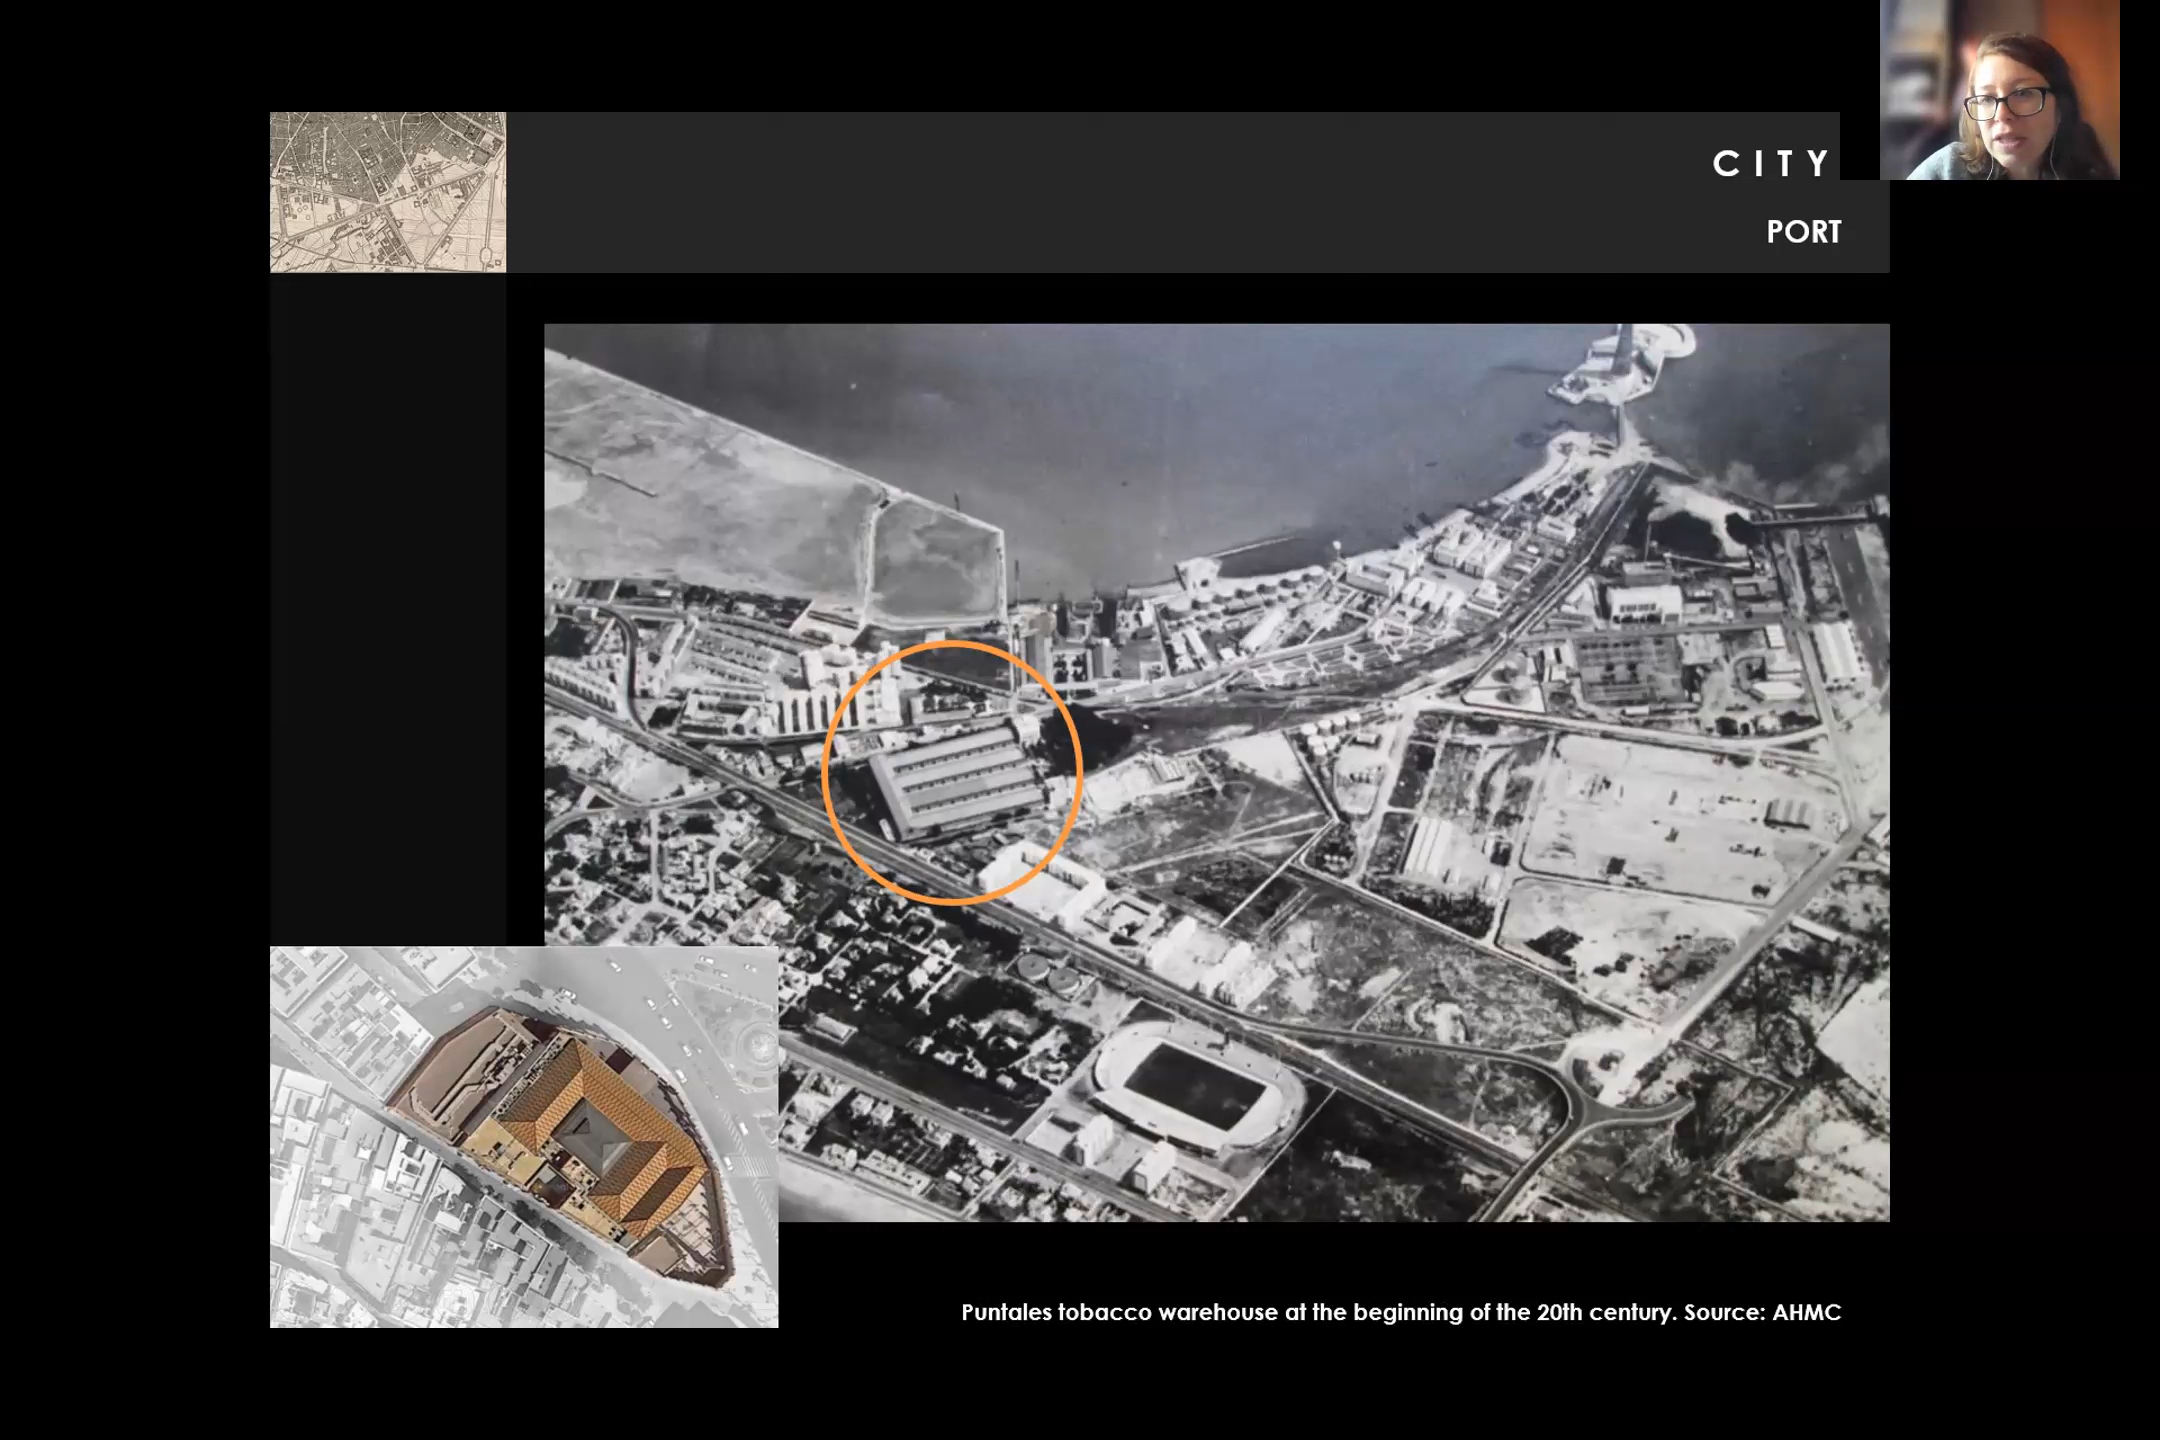 CITY
PORT
Puntales tobacco warehouse at the beginning of the 20th century. Source: AHMC